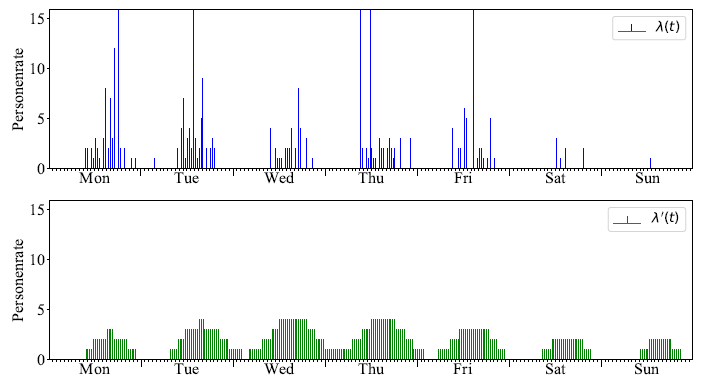 15
10
5
0
Personenrate
λ(t)
Mon Tue Wed Thu Fri Sat Sun
15
10
5
0
Personenrate
λ′(t)
Mon Tue Wed Thu Fri Sat Sun